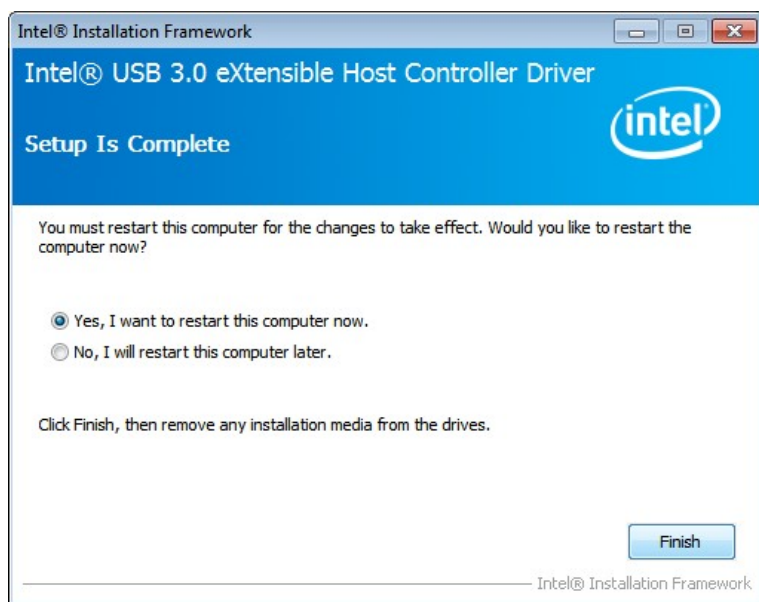 Intel® Installation Framework
Intel® USB 3.0 eXtensible Host Controller Driver
intel
Setup Is Complete
You must restart this computer for the changes to take effect. Would you like to restart the
computer now?
Yes, I want to restart this computer now.
No, I will restart this computer later.
Click Finish, then remove any installation media from the drives.
Finish
Intel® Installation Framework